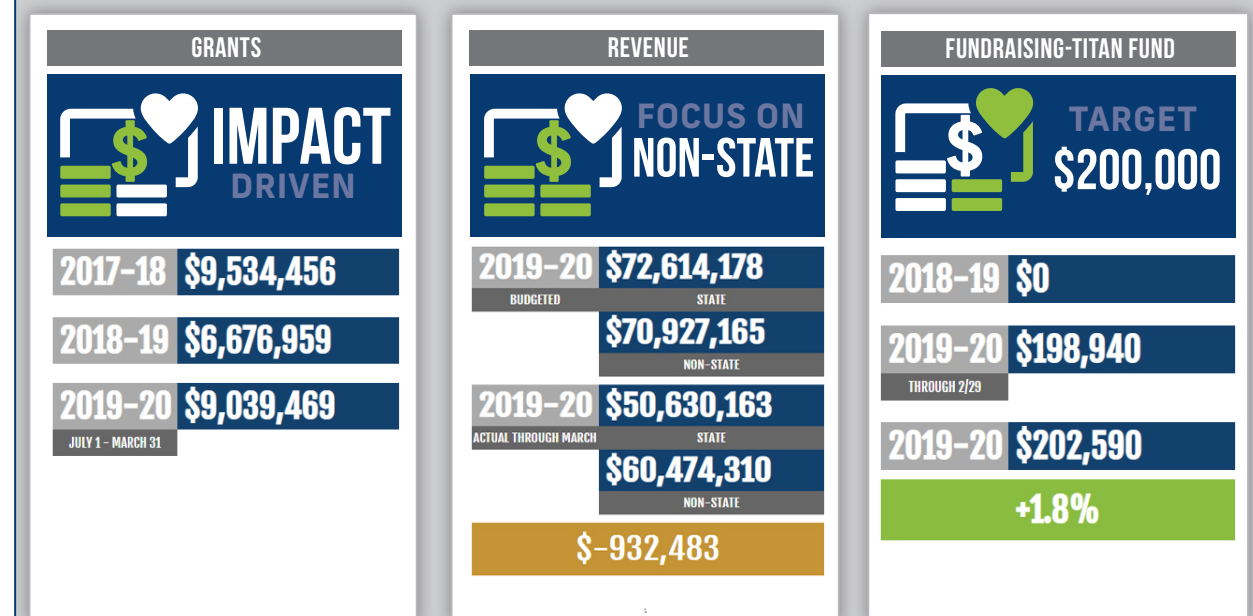 GRANTS
$
IMPACT
DRIVEN
2017-18 $9,534,456
2018-19 $6,676,959
2019-20 $9,039,469
JULY 1 - MARCH 31
REVENUE
$
FOCUS ON
NON-STATE
2019-20 $72,614,178
BUDGETED STATE
$70,927,165
NON-STATE
2019-20 $50,630,163
ACTUAL THROUGH MARCH STATE
$60,474,310
NON-STATE
$-932,483
FUNDRAISING-TITAN FUND
$
TARGET
$200,000
2018-19 $0
2019-20 $198,940
THROUGH 2/29
2019-20 $202,590
+1.8%